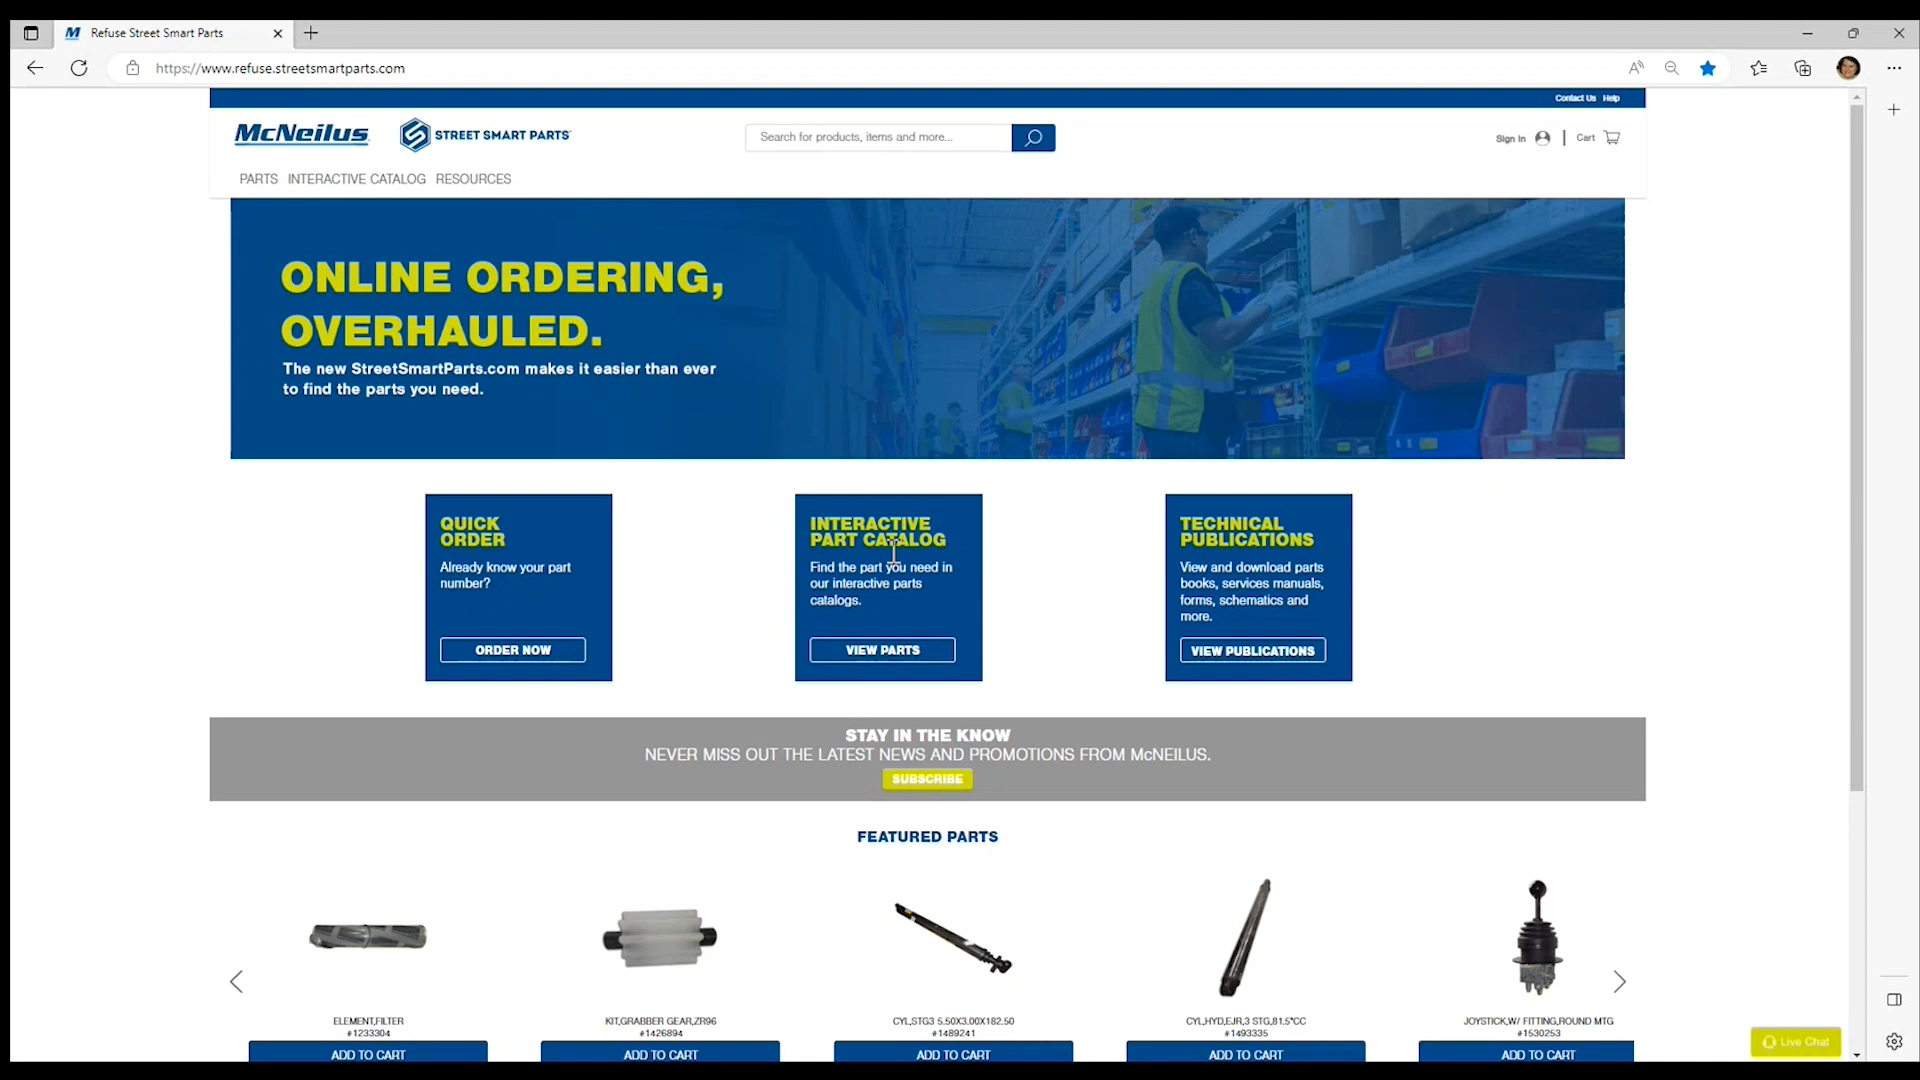 Refuse Street Smart Parts
https://www.refuse.streetsmartparts.com
Contact Us Help
McNeilus STREET SMART PARTS
Search for products, items and more...
Sign In | Cart
PARTS INTERACTIVE CATALOG RESOURCES
ONLINE ORDERING,
OVERHAULED.
The new StreetSmartParts.com makes it easier than ever
to find the parts you need.
QUICK
ORDER
Already know your part
number?
ORDER NOW
INTERACTIVE
PART CATALOG
Find the part you need in
our interactive parts
catalogs.
VIEW PARTS
TECHNICAL
PUBLICATIONS
View and download parts
books, services manuals,
forms, schematics and
more.
VIEW PUBLICATIONS
STAY IN THE KNOW
NEVER MISS OUT THE LATEST NEWS AND PROMOTIONS FROM McNEILUS.
SUBSCRIBE
FEATURED PARTS
ELEMENT,FILTER
#1233304
ADD TO CART
KIT,GRABBER GEAR,ZR96
#1426894
ADD TO CART
CYL,STG3 5.50X3.00X182.50
#1489241
ADD TO CART
CYL,HYD,EJR,3 STG,81.5"CC
#1493335
ADD TO CART
JOYSTICK,W/ FITTING,ROUND MTG
#1530253
ADD TO CART
Live Chat